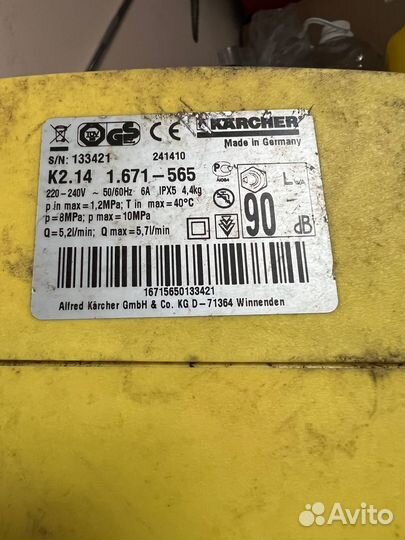 TÜV
GS
KÄRCHER
Made in Germany
S/N: 133421 241410
K2.14 1.671-565
220-240V ~ 50/60Hz 6A IPX5 4,4kg
p in max=1,2MPa; T in max=40°C
p=8MPa; p max=10MPa
Q=5,2l/min; Q max=5,7l/min
90 dB
16715650133421
Alfred Kärcher GmbH & Co. KG D-71364 Winnenden
Avito